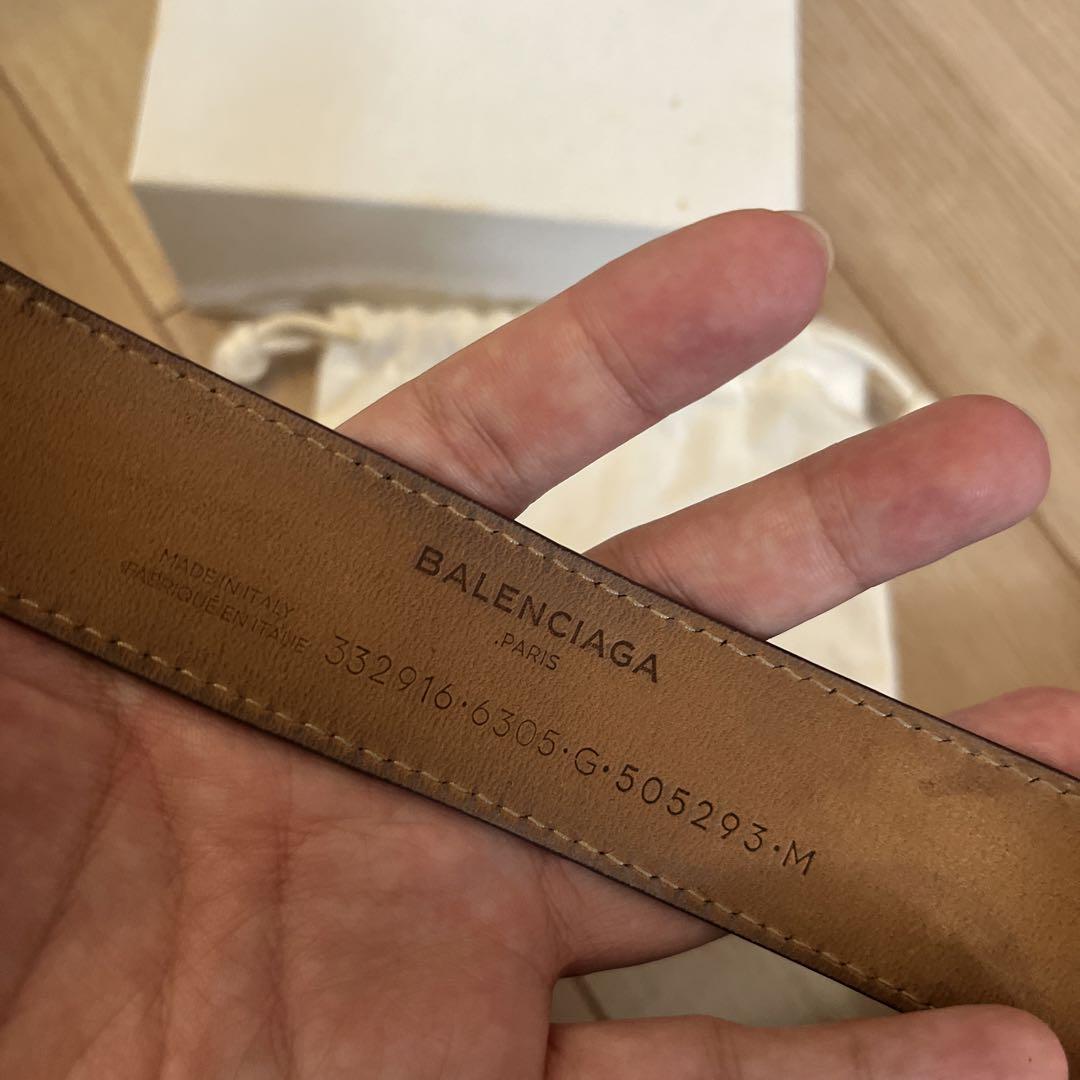 BALENCIAGA
.PARIS
MADE IN ITALY
FABRIQUÉ EN ITALIE
332916·6305·G·505293·M